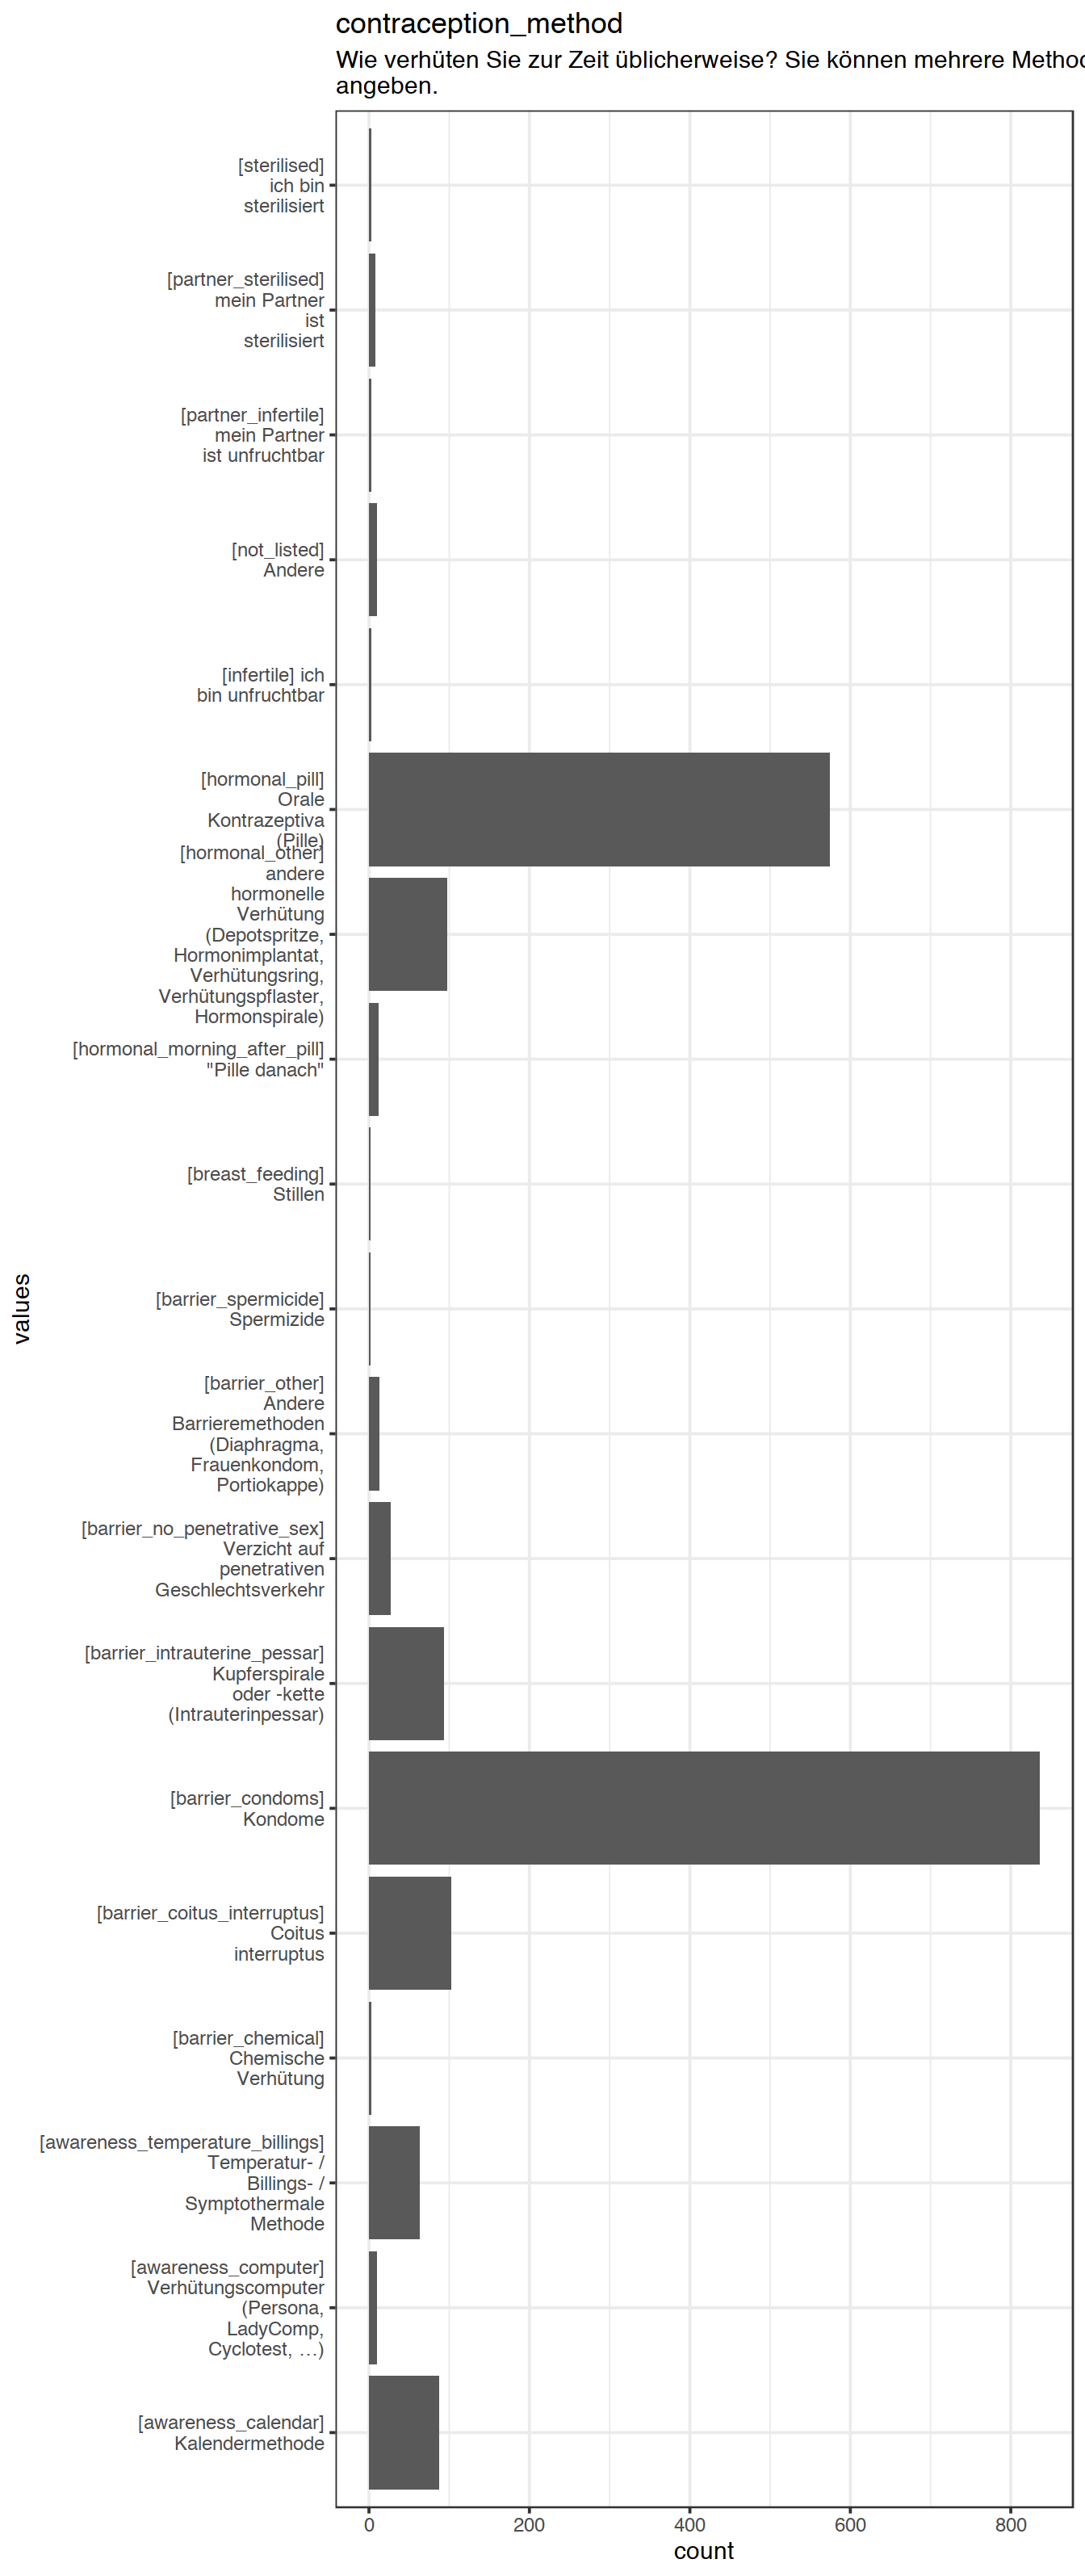 contraception_method
Wie verhüten Sie zur Zeit üblicherweise? Sie können mehrere
angeben.
[sterilised]
ich bin
sterilisiert
[partner_sterilised]
mein Partner
ist
sterilisiert
[partner_infertile]
mein Partner
ist unfruchtbar
[not_listed]
Andere
[infertile] ich
bin unfruchtbar
[hormonal_pill]
Orale
Kontrazeptiva
(Pille)
[hormonal_other]
andere
hormonelle
Verhütung
(Depotspritze,
Hormonimplantat,
Verhütungsring,
Verhütungspflaster,
Hormonspirale)
[hormonal_morning_after_pill]
"Pille danach"
[breast_feeding]
Stillen
[barrier_spermicide]
Spermizide
[barrier_other]
Andere
Barrieremethoden
(Diaphragma,
Frauenkondom,
Portiokappe)
[barrier_no_penetrative_sex]
Verzicht auf
penetrativen
Geschlechtsverkehr
[barrier_intrauterine_pessar]
Kupferspirale
oder -kette
(Intrauterinpessar)
[barrier_condoms]
Kondome
[barrier_coitus_interruptus]
Coitus
interruptus
[barrier_chemical]
Chemische
Verhütung
[awareness_temperature_billings]
Temperatur- /
Billings- /
Symptothermale
Methode
[awareness_computer]
Verhütungscomputer
(Persona,
LadyComp,
Cyclotest, …)
[awareness_calendar]
Kalendermethode
values
0 200 400 600 800
count